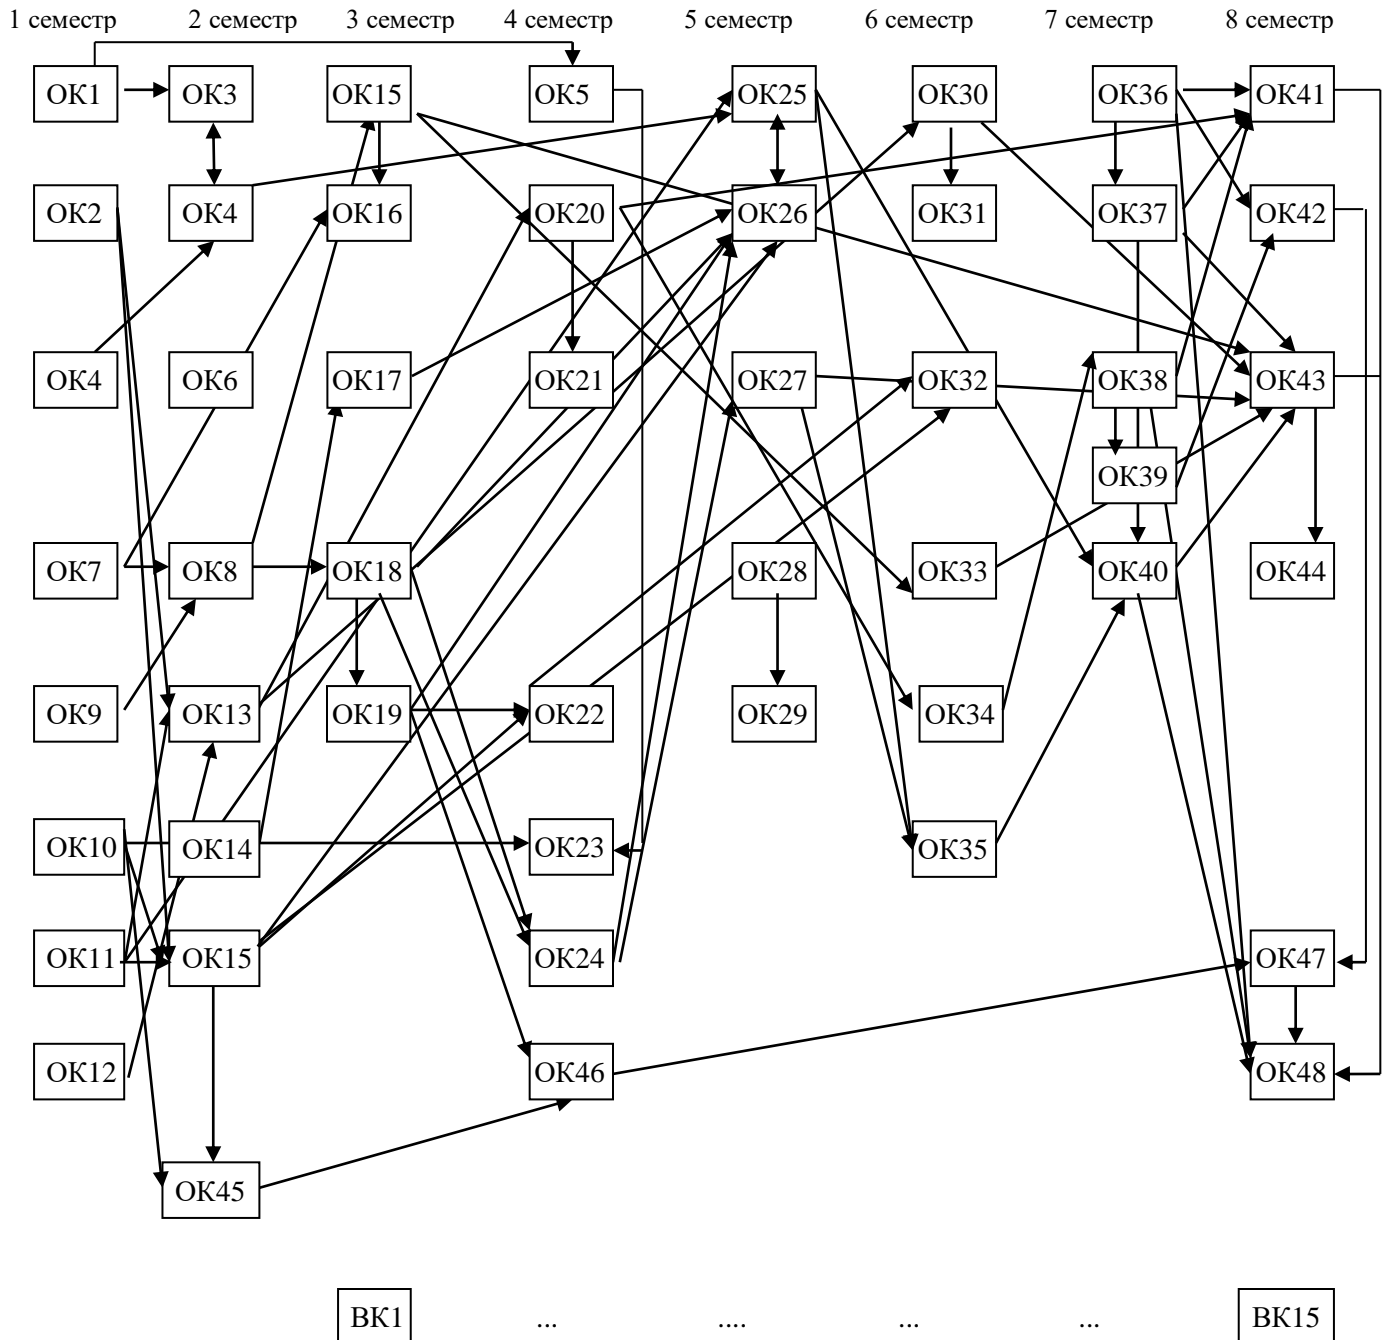 1 семестр 2 семестр 3 семестр 4 семестр 5 семестр 6 семестр 7 семестр 8 семестр
ОК1 ОК3 ОК15 ОК5 ОК25 ОК30 ОК36 ОК41
ОК2 ОК4 ОК16 ОК20 ОК26 ОК31 ОК37 ОК42
ОК4 ОК6 ОК17 ОК21 ОК27 ОК32 ОК38 ОК43
ОК39
ОК7 ОК8 ОК18 ОК28 ОК33 ОК40 ОК44
ОК9 ОК13 ОК19 ОК22 ОК29 ОК34
ОК10 ОК14 ОК23 ОК35
ОК11 ОК15 ОК24 ОК47
ОК12 ОК46 ОК48
ОК45
ВК1 ... .... ... ... ВК15